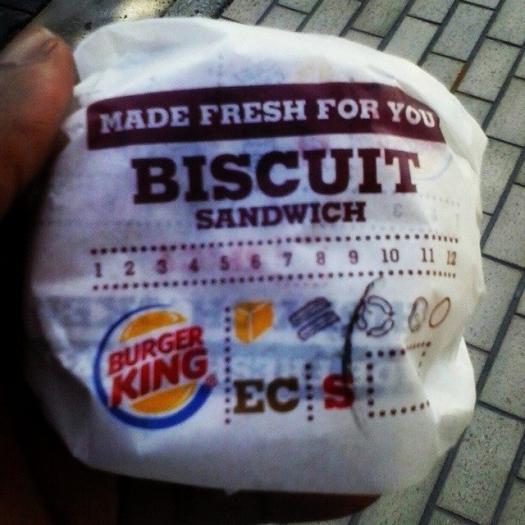 MADE FRESH FOR YOU
BISCUIT
SANDWICH
1 2 3 4 5 6 7 8 9 10 11 12
BURGER
KING®
EC S